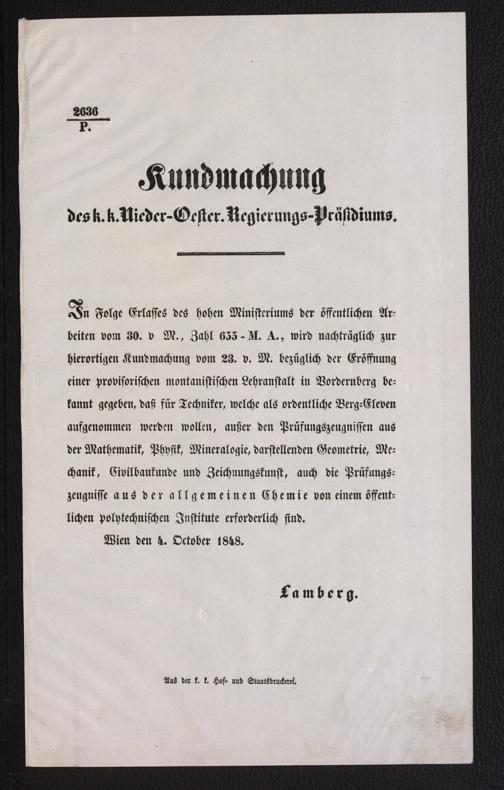 2636
P.
Kundmachung
des k. k. Nieder-Oester. Regierungs-Präsidiums.
In Folge Erlasses des hohen Ministeriums der öffentlichen Ar-
beiten vom 30. v M., Zahl 655 - M. A., wird nachträglich zur
hierortigen Kundmachung vom 23. v. M. bezüglich der Eröffnung
einer provisorischen montanistischen Lehranstalt in Vordernberg be-
kannt gegeben, daß für Techniker, welche als ordentliche Berg-Eleven
aufgenommen werden wollen, außer den Prüfungszeugnissen aus
der Mathematik, Physik, Mineralogie, darstellenden Geometrie, Me-
chanik, Civilbaukunde und Zeichnungskunst, auch die Prüfungs-
zeugnisse aus der allgemeinen Chemie von einem öffent-
lichen polytechnischen Institute erforderlich sind.
Wien den 4. October 1848.
Lamberg.
Aus der k. k. Hof- und Staatsdruckerei.